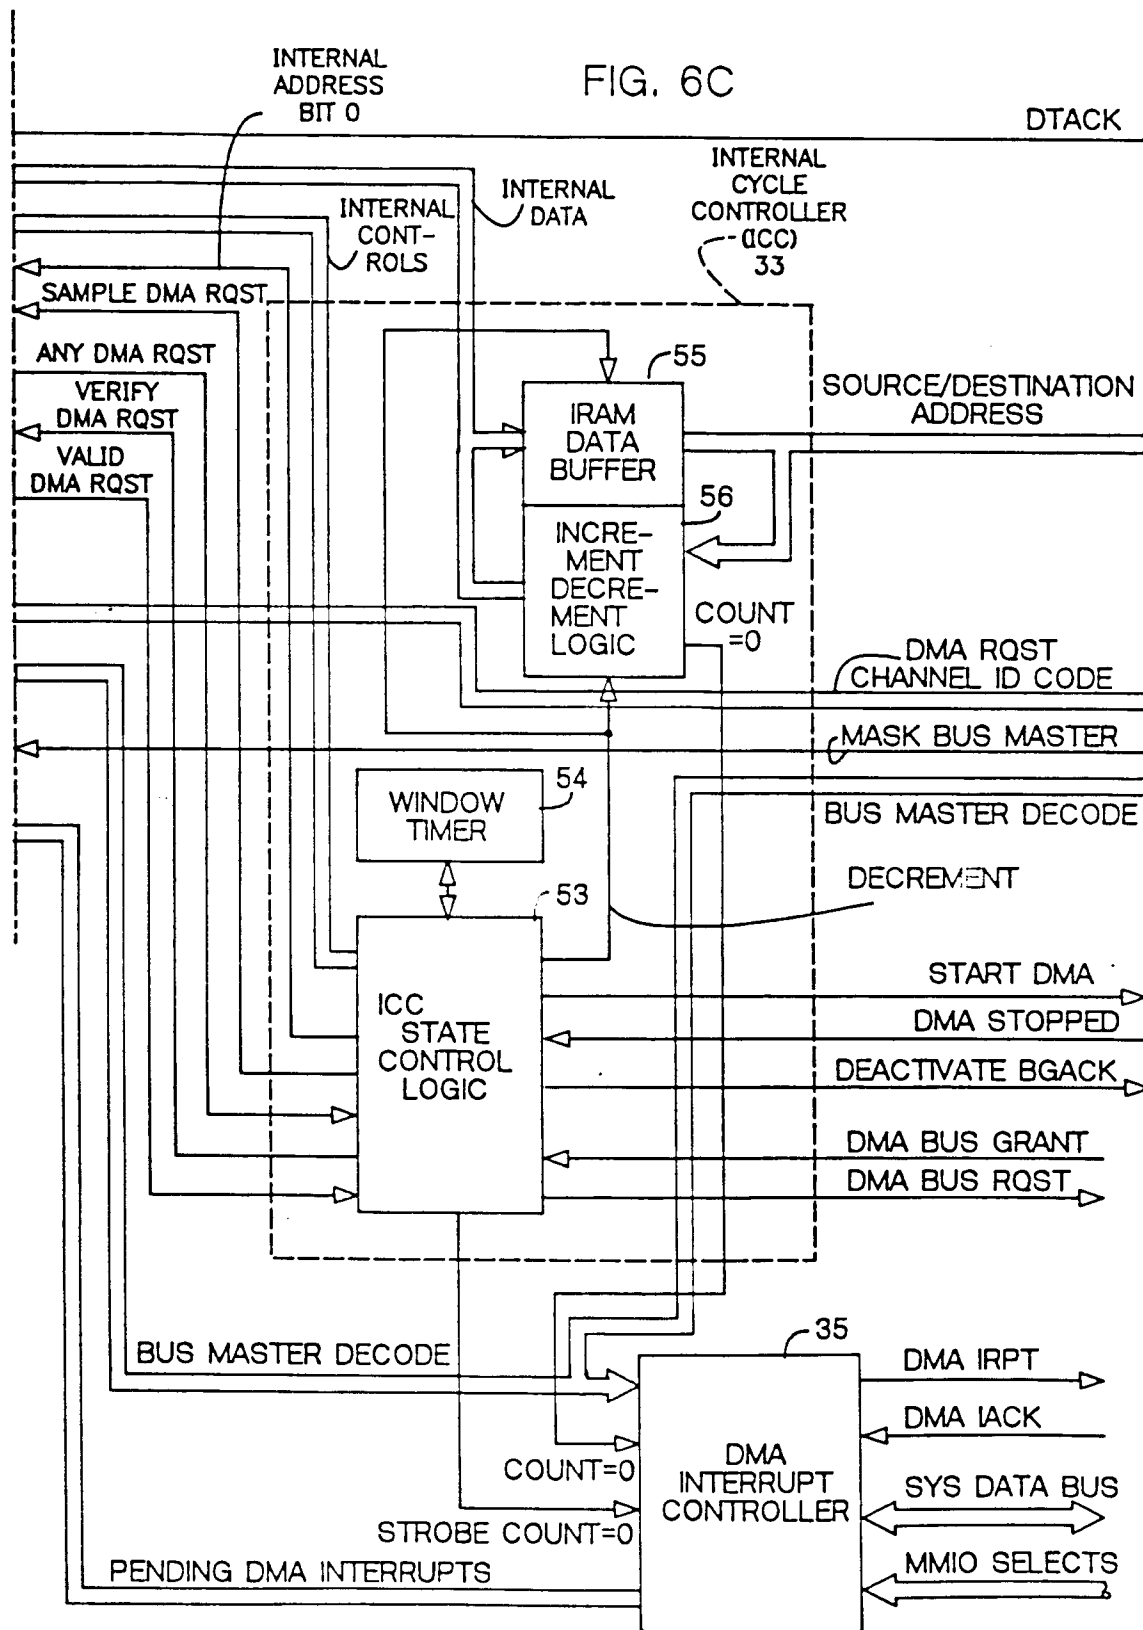 INTERNAL
ADDRESS
BIT 0
FIG. 6C
DTACK
INTERNAL
CYCLE
CONTROLLER
(ICC)
33
INTERNAL
DATA
INTERNAL
CONT-
ROLS
SAMPLE DMA RQST
ANY DMA RQST
VERIFY
DMA RQST
VALID
DMA RQST
55
IRAM
DATA
BUFFER
SOURCE/DESTINATION
ADDRESS
56
INCRE-
MENT
DECRE-
MENT
LOGIC
COUNT
=0
DMA RQST
CHANNEL ID CODE
MASK BUS MASTER
BUS MASTER DECODE
54
WINDOW
TIMER
DECREMENT
53
ICC
STATE
CONTROL
LOGIC
START DMA
DMA STOPPED
DEACTIVATE BGACK
DMA BUS GRANT
DMA BUS RQST
BUS MASTER DECODE
35
DMA
INTERRUPT
CONTROLLER
DMA IRPT
DMA IACK
SYS DATA BUS
MMIO SELECTS
COUNT=0
STROBE COUNT=0
PENDING DMA INTERRUPTS